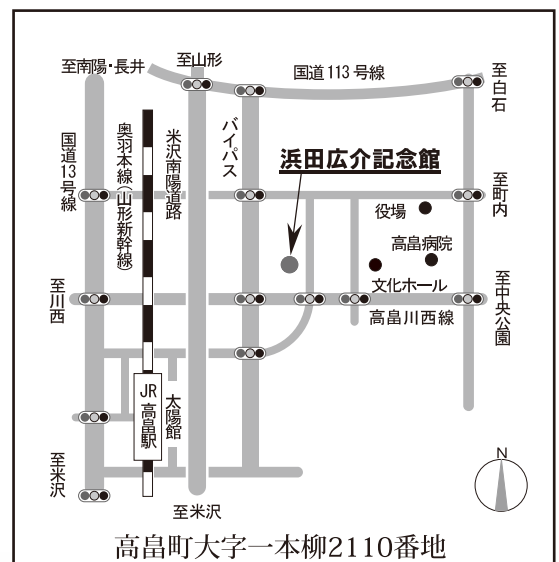 至南陽・長井
至山形
国道113号線
至白石
国道13号線
奥羽本線(山形新幹線)
米沢南陽道路
バイパス
浜田広介記念館
至町内
役場
高畠病院
文化ホール
至川西
高畠川西線
至中央公園
JR高畠駅
太陽館
至米沢
至米沢
N
高畠町大字一本柳2110番地